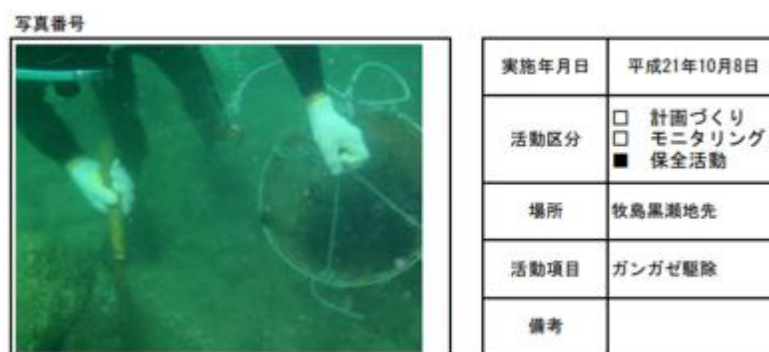 写真番号
実施年月日 平成21年10月8日
活動区分
□ 計画づくり
□ モニタリング
■ 保全活動
場所 牧島黒瀬地先
活動項目 ガンガゼ駆除
備考